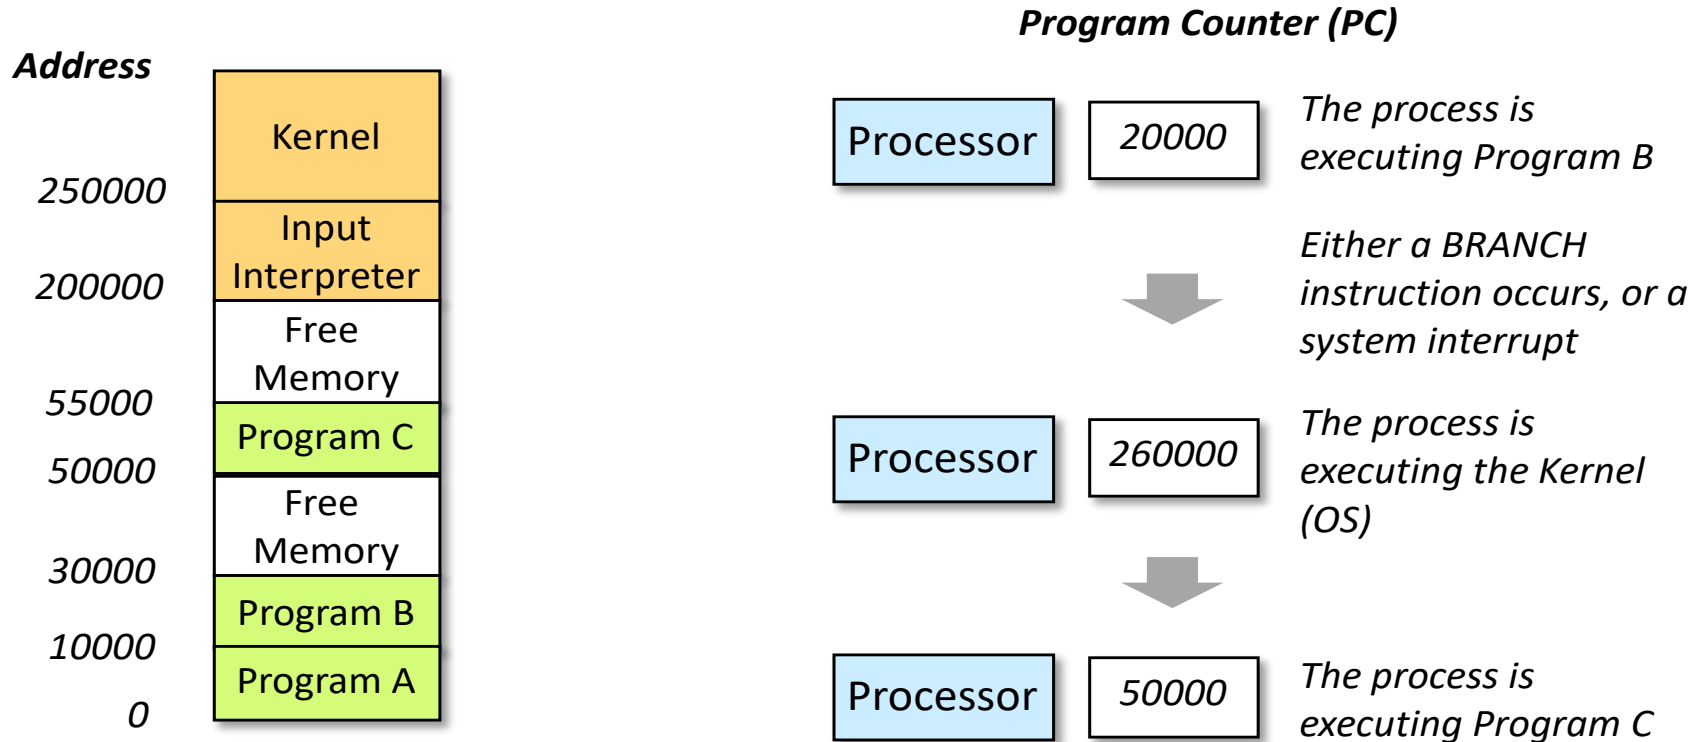 Program Counter (PC)
Address
Kernel
250000
Input
Interpreter
200000
Free
Memory
55000
Program C
50000
Free
Memory
30000
Program B
10000
Program A
0
Processor
20000
The process is
executing Program B
Either a BRANCH
instruction occurs, or a
system interrupt
Processor
260000
The process is
executing the Kernel
(OS)
Processor
50000
The process is
executing Program C